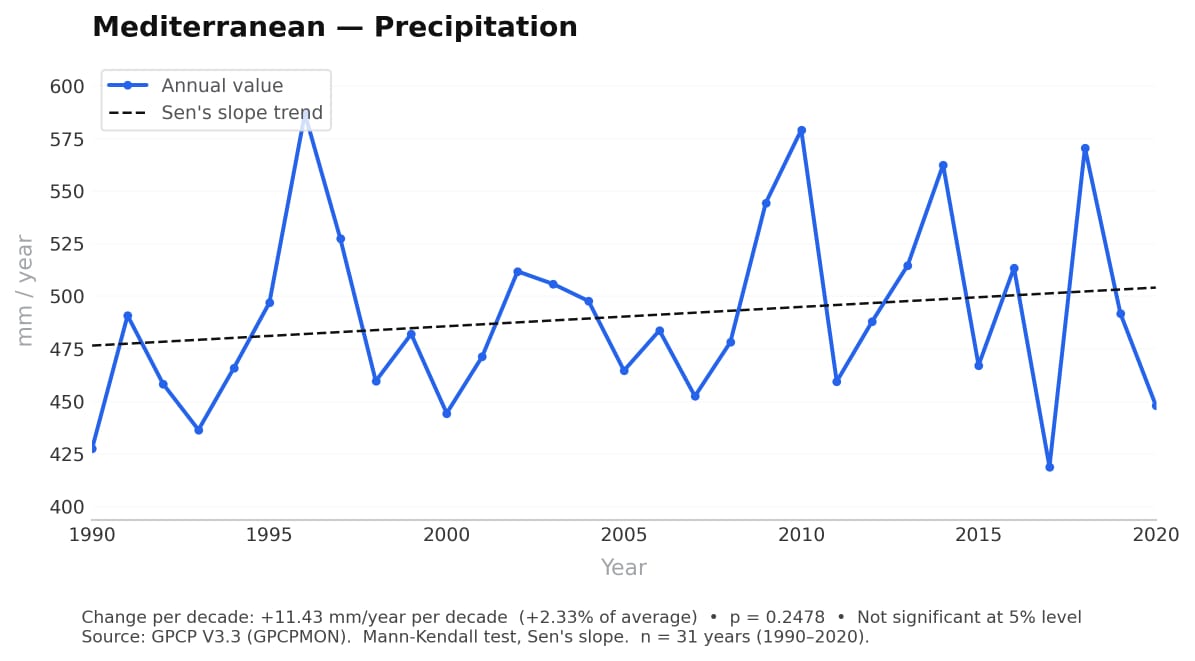 Mediterranean — Precipitation
600
575
550
525
500
475
450
425
400
mm / year
Annual value
Sen's slope trend
1990
1995
2000
2005
2010
2015
2020
Year
Change per decade: +11.43 mm/year per decade  (+2.33% of average)  •  p = 0.2478  •  Not significant at 5% level
Source: GPCP V3.3 (GPCPMON).  Mann-Kendall test, Sen's slope.  n = 31 years (1990–2020).